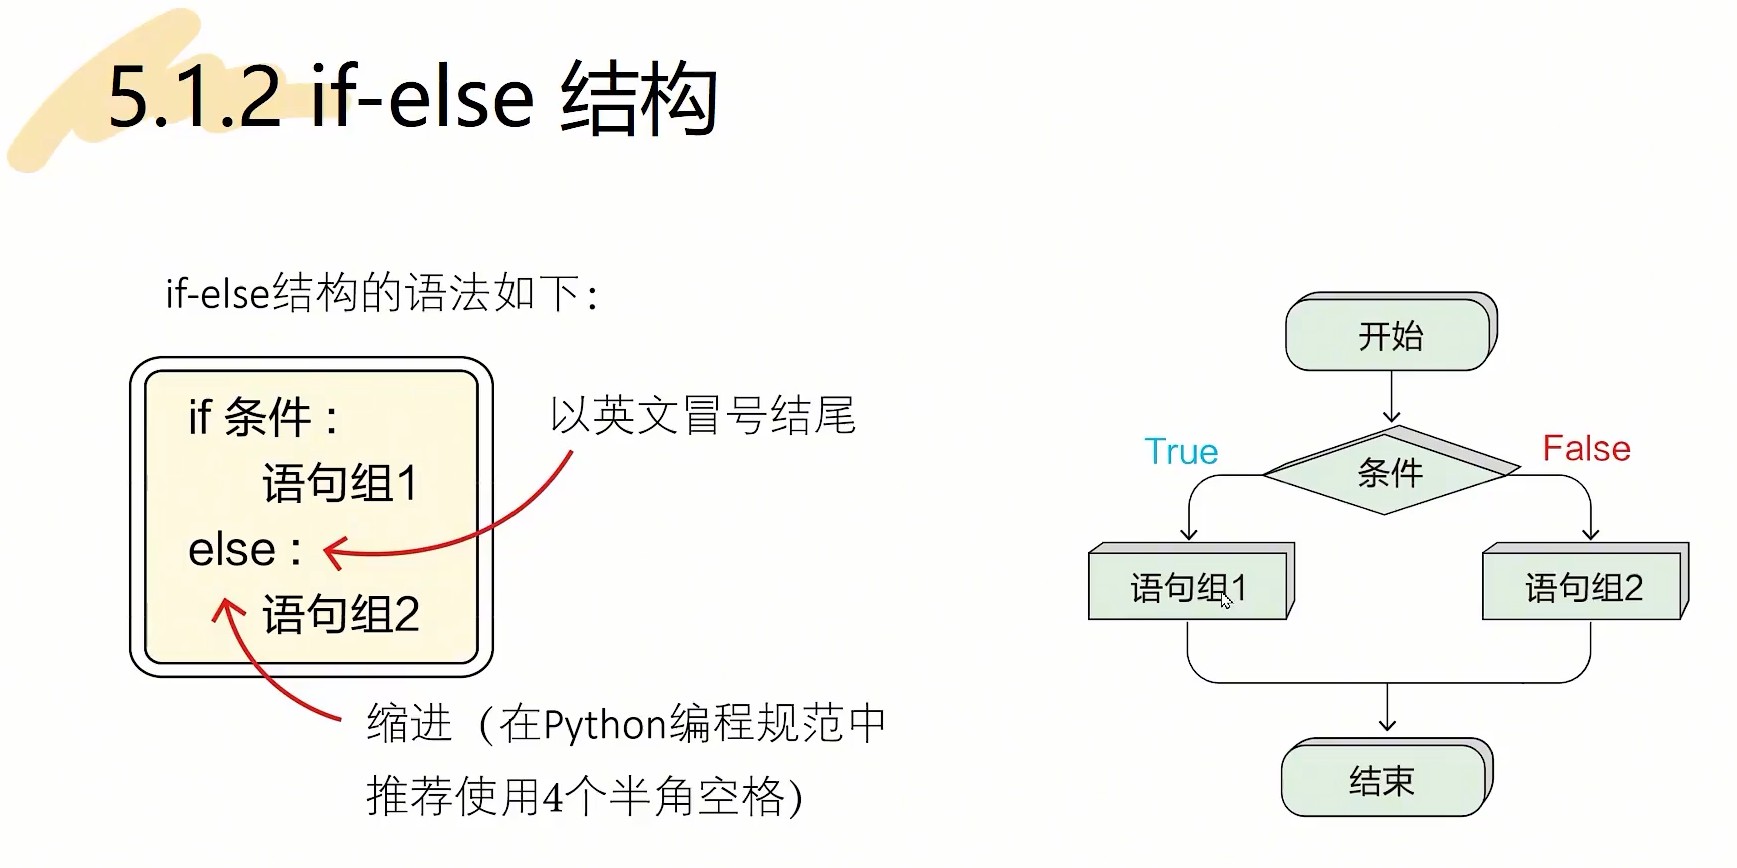 5.1.2 if-else 结构
if-else结构的语法如下：
if 条件：
语句组1
else：
语句组2
以英文冒号结尾
缩进（在Python编程规范中
推荐使用4个半角空格）
开始
True
条件
False
语句组1
语句组2
结束